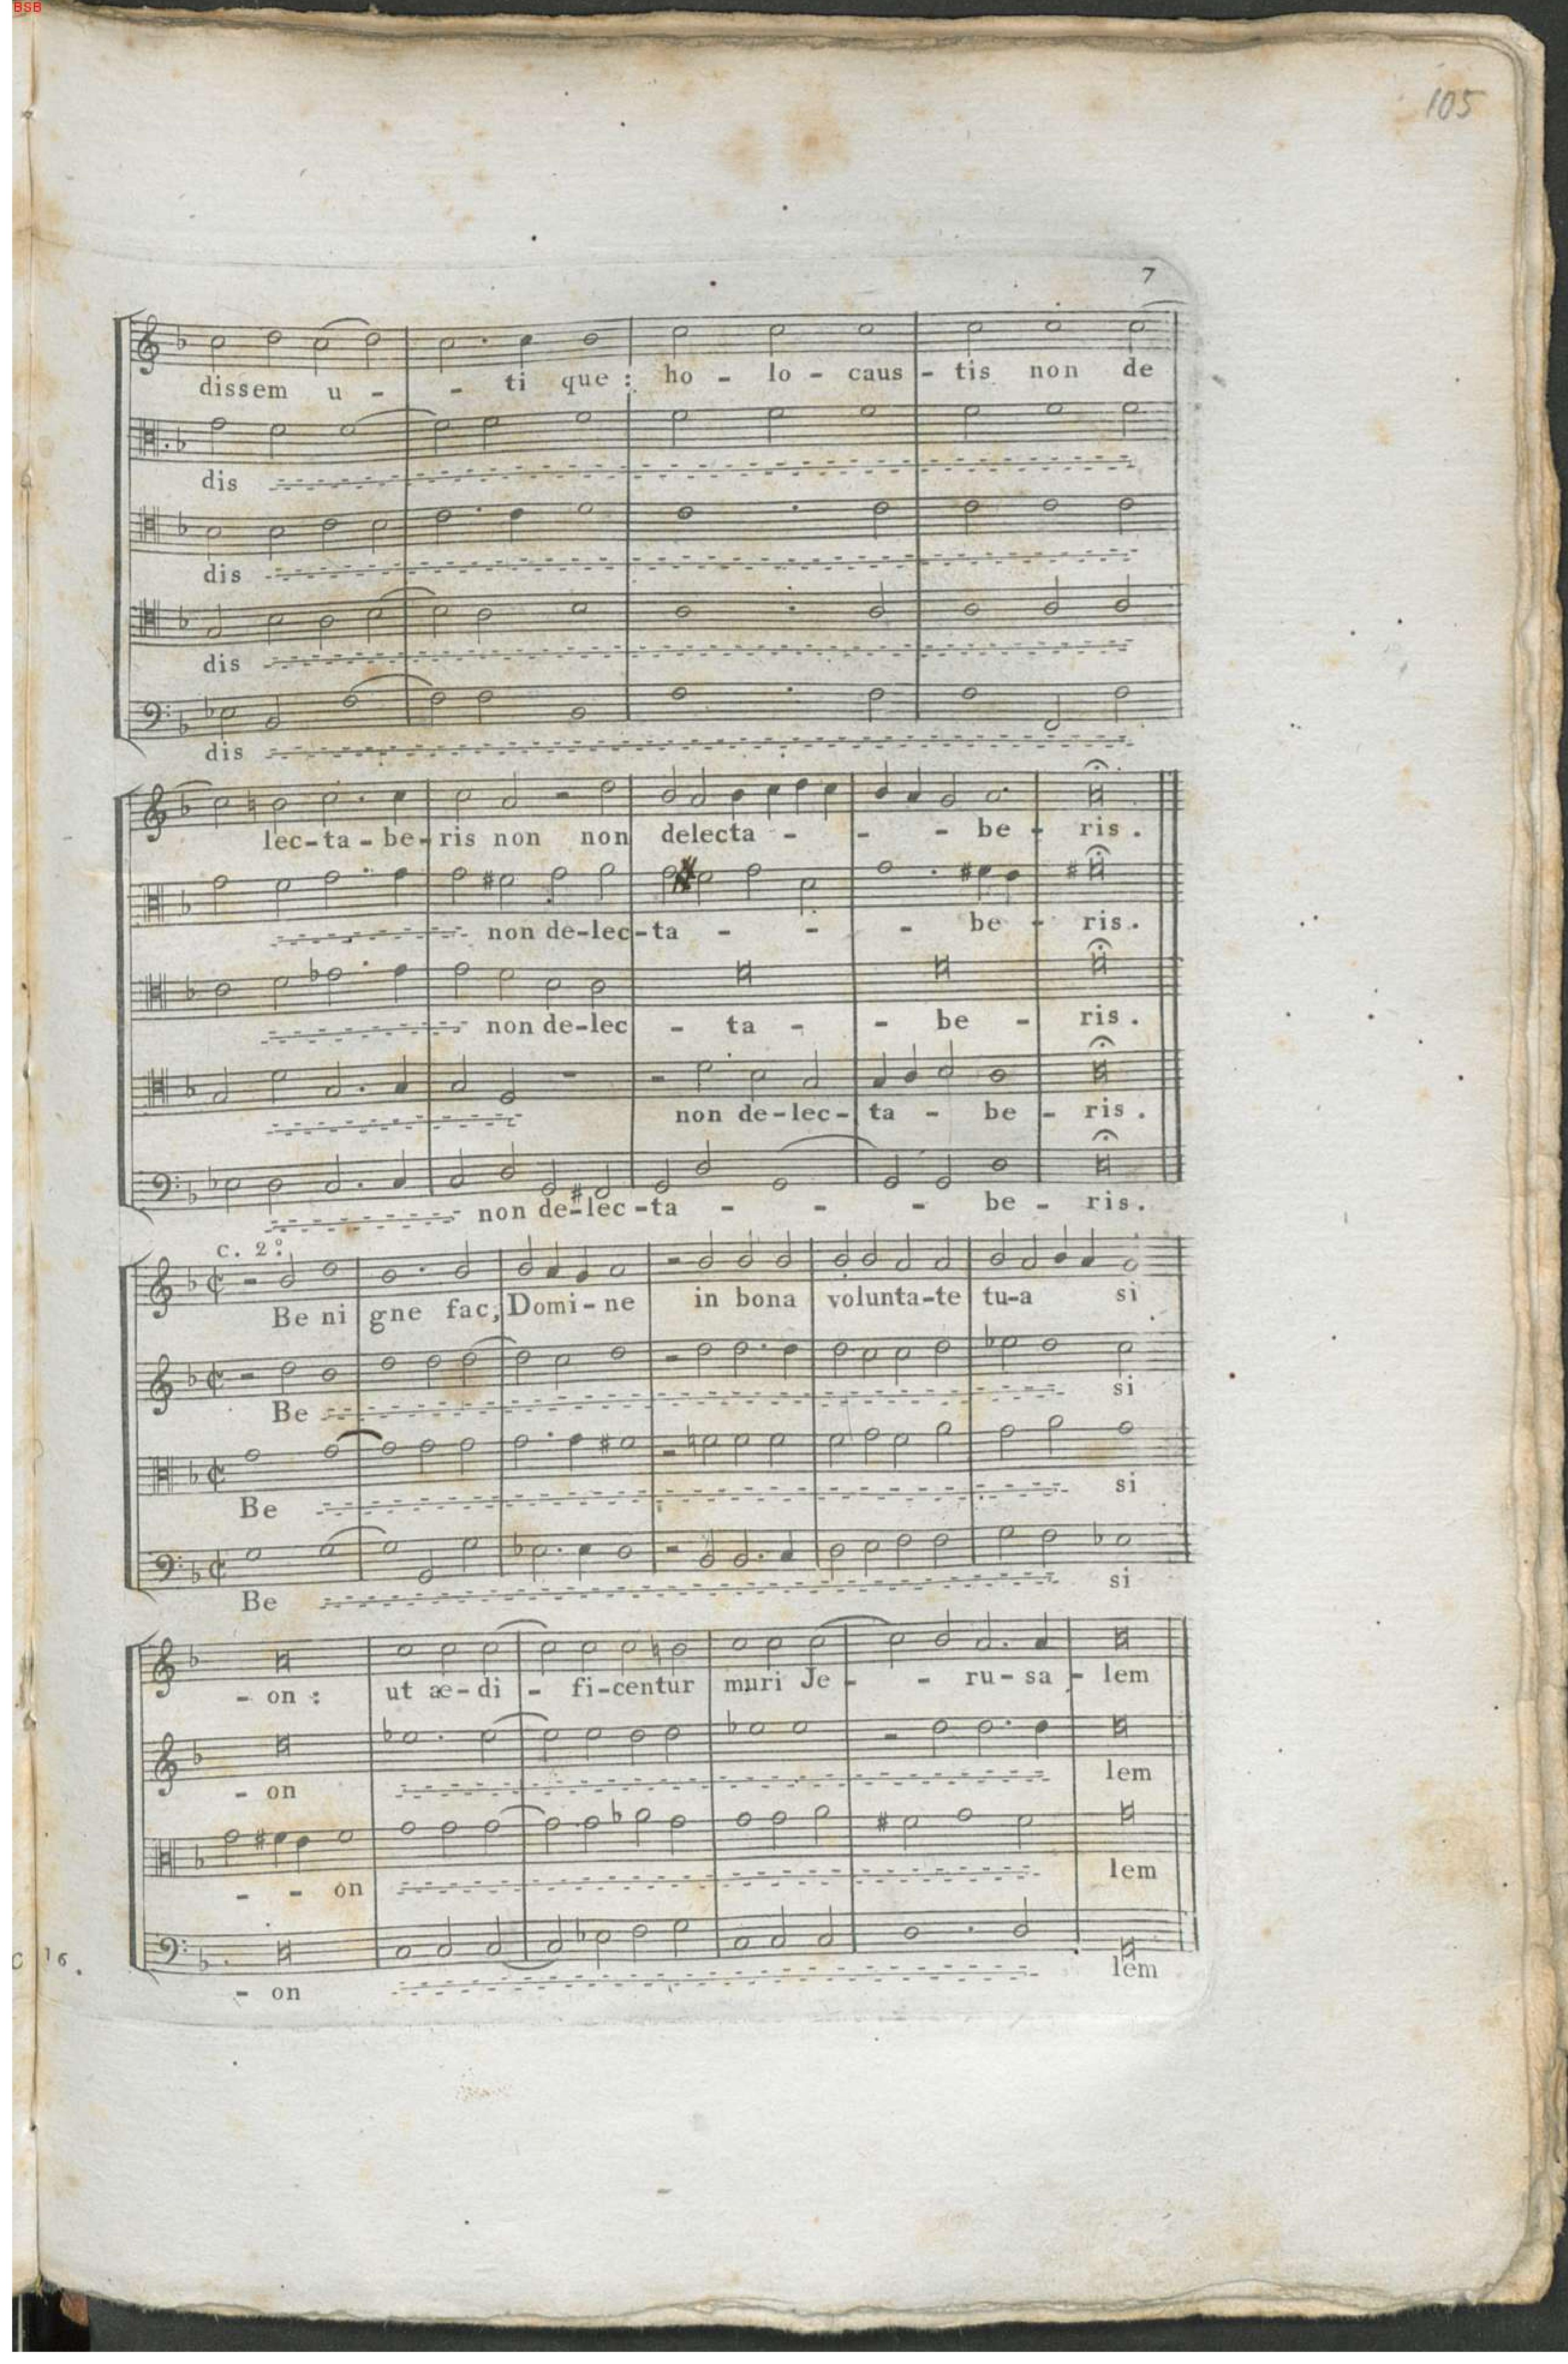 BSB
105
7
dissem u - - ti que : ho - lo - caus - tis non de
dis
dis
dis
dis
lec-ta - be-ris non non delecta - - - be - ris.
non de-lec-ta - - - be - ris.
non de-lec - ta - - be - ris.
non de-lec-ta - be - ris.
non de-lec-ta - - - be - ris.
C. 2º
Be ni gne fac, Domi-ne in bona volunta-te tu-a si
Be si
Be si
Be si
- on : ut æ-di - fi-centur muri Je - - ru-sa - lem
- on lem
- - on lem
C 16.
- on lem